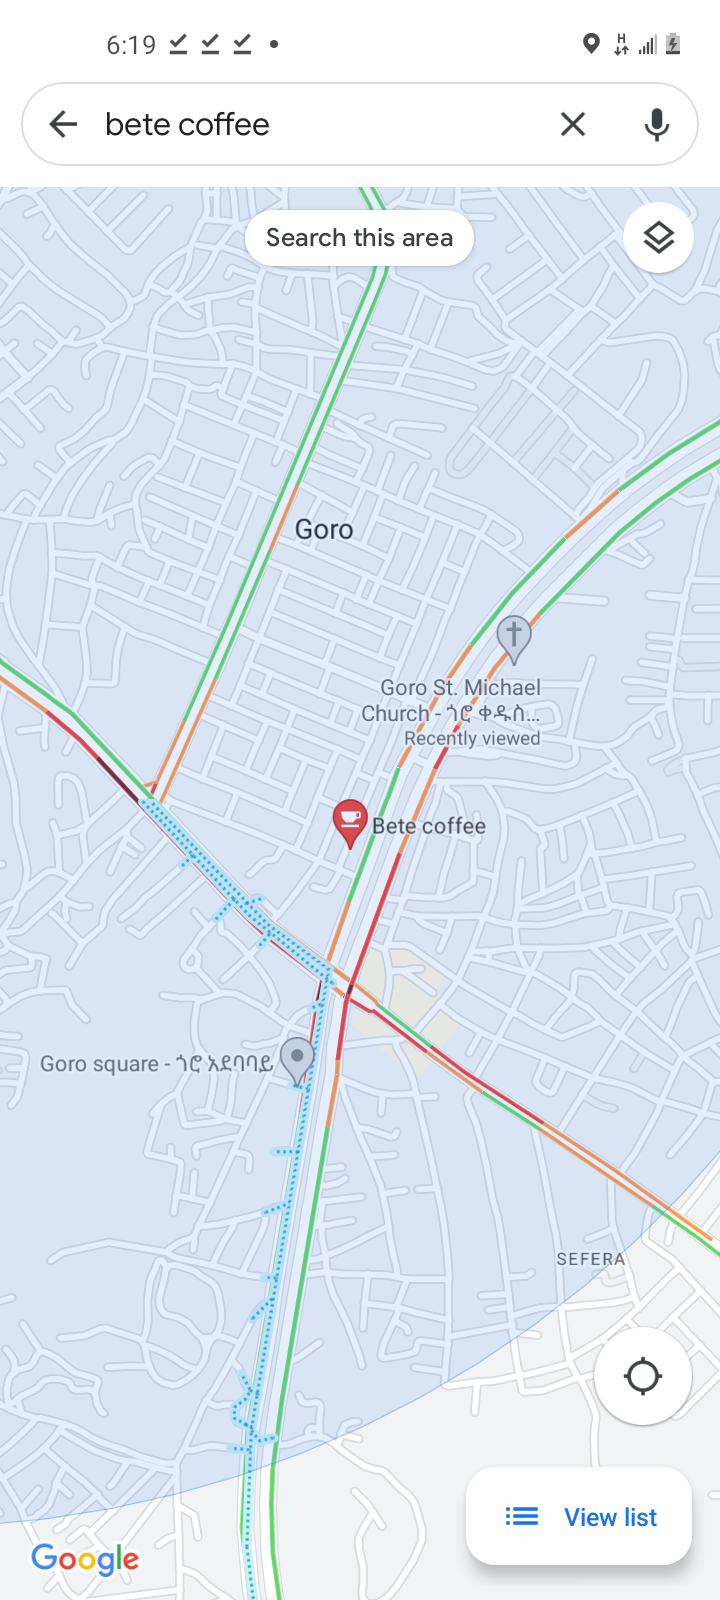 6:19
H
bete coffee
Search this area
Goro
Goro St. Michael
Church - ጎሮ ቀዱስ...
Recently viewed
Bete coffee
Goro square - ጎሮ አደባባይ
SEFERA
View list
Google